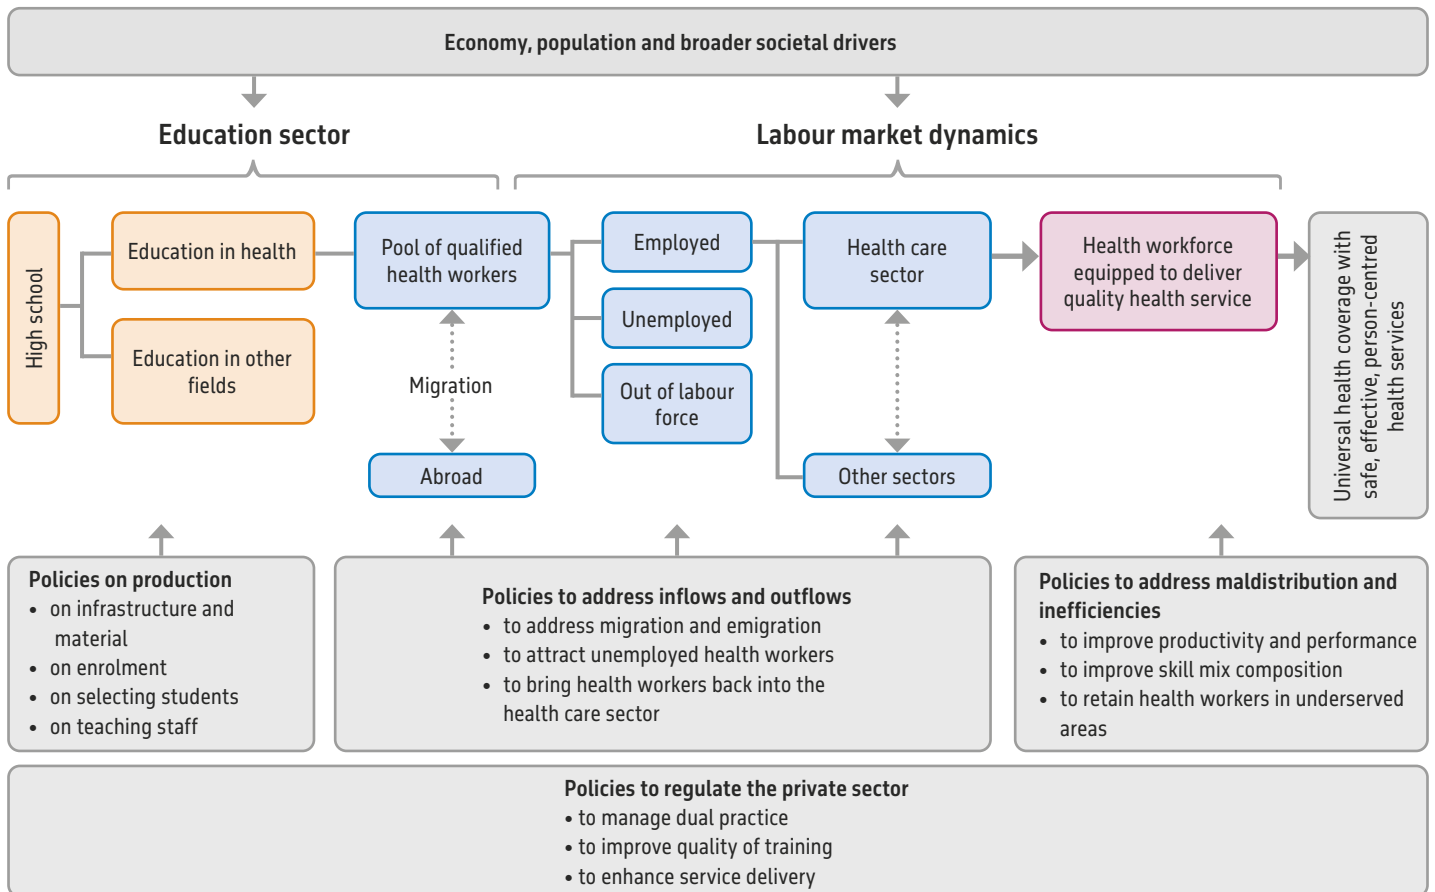 Economy, population and broader societal drivers
Education sector
Labour market dynamics
High school
Education in health
Education in other
fields
Pool of qualified
health workers
Migration
Abroad
Employed
Unemployed
Out of labour
force
Health care
sector
Other sectors
Health workforce
equipped to deliver
quality health service
Universal health coverage with
safe, effective, person-centred
health services
Policies on production
• on infrastructure and
material
• on enrolment
• on selecting students
• on teaching staff
Policies to address inflows and outflows
• to address migration and emigration
• to attract unemployed health workers
• to bring health workers back into the
health care sector
Policies to address maldistribution and
inefficiencies
• to improve productivity and performance
• to improve skill mix composition
• to retain health workers in underserved
areas
Policies to regulate the private sector
• to manage dual practice
• to improve quality of training
• to enhance service delivery